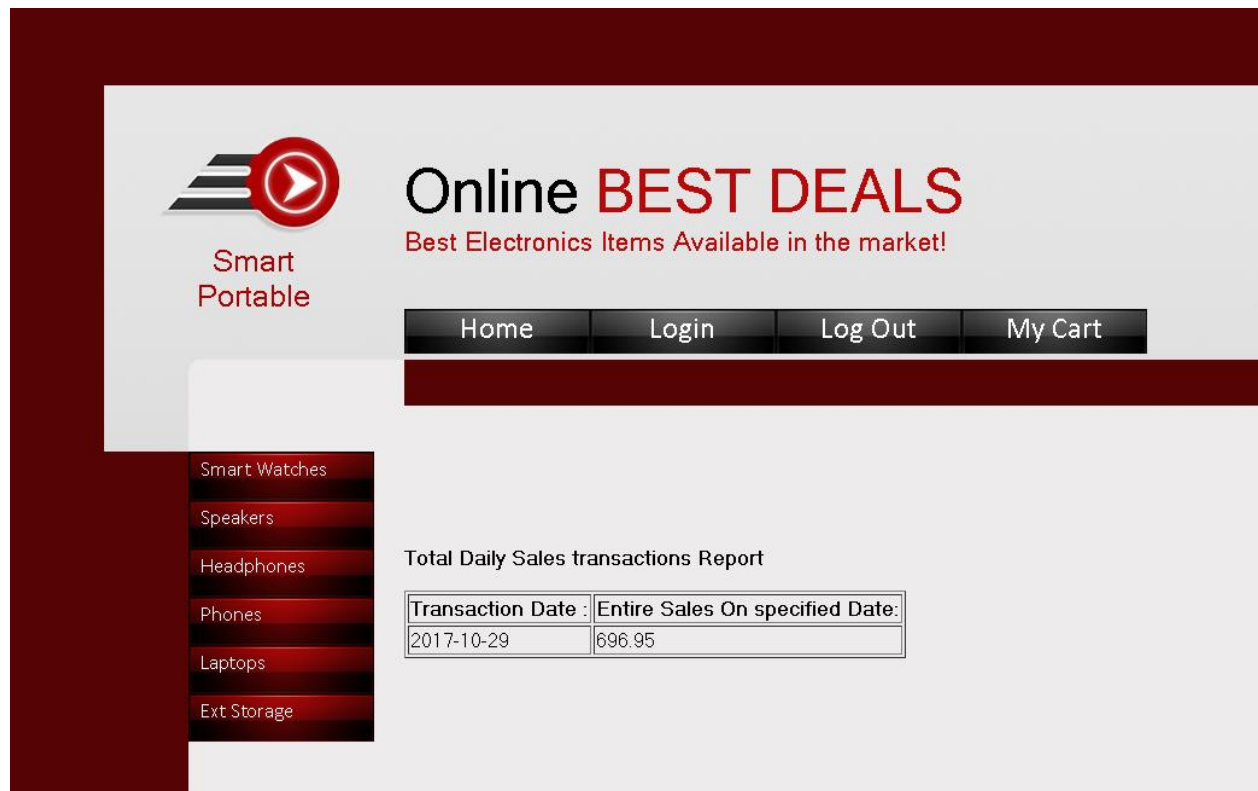 Smart
Portable
Online BEST DEALS
Best Electronics Items Available in the market!
Home Login Log Out My Cart
Smart Watches
Speakers
Headphones
Phones
Laptops
Ext Storage
Total Daily Sales transactions Report
Transaction Date : Entire Sales On specified Date:
2017-10-29 696.95